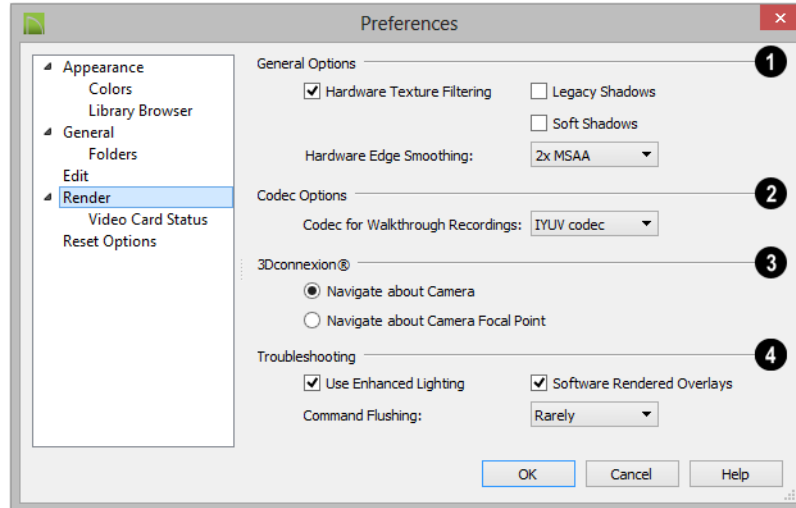 Preferences
Appearance
Colors
Library Browser
General
Folders
Edit
Render
Video Card Status
Reset Options
General Options 1
Hardware Texture Filtering Legacy Shadows
Soft Shadows
Hardware Edge Smoothing: 2x MSAA
Codec Options 2
Codec for Walkthrough Recordings: IYUV codec
3Dconnexion® 3
Navigate about Camera
Navigate about Camera Focal Point
Troubleshooting 4
Use Enhanced Lighting Software Rendered Overlays
Command Flushing: Rarely
OK Cancel Help